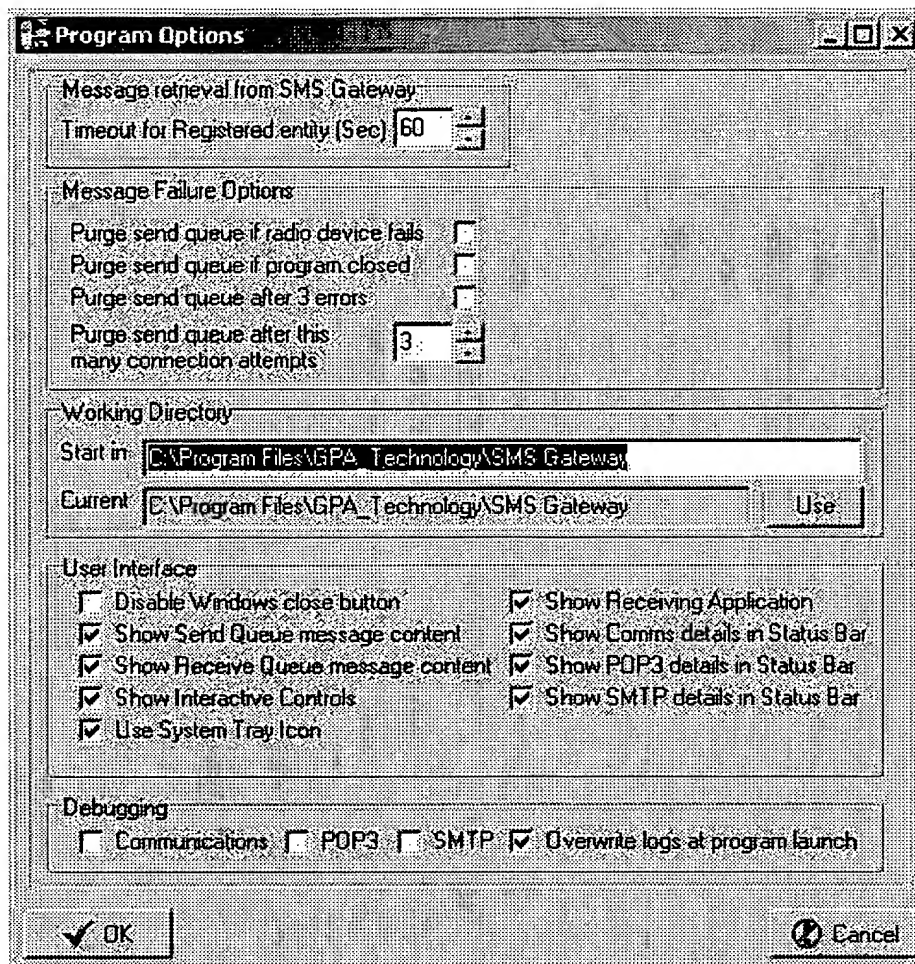 Program Options
Message retrieval from SMS Gateway
Timeout for Registered entity (Sec) 60
Message Failure Options
Purge send queue if radio device fails
Purge send queue if program closed
Purge send queue after 3 errors
Purge send queue after this
many connection attempts 3
Working Directory
Start in: C:\Program Files\GPA_Technology\SMS Gateway
Current C:\Program Files\GPA_Technology\SMS Gateway Use
User Interface
Disable Windows close button Show Receiving Application
Show Send Queue message content Show Comms details in Status Bar
Show Receive Queue message content Show POP3 details in Status Bar
Show Interactive Controls Show SMTP details in Status Bar
Use System Tray Icon
Debugging
Communications POP3 SMTP Overwrite logs at program launch
OK Cancel